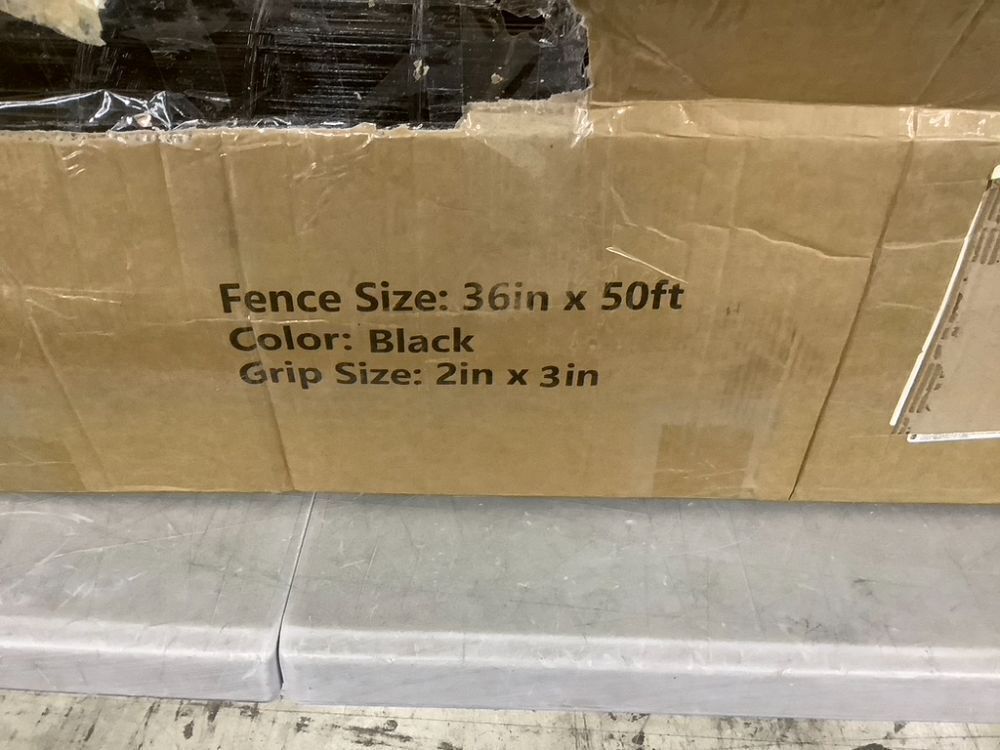 Fence Size: 36in x 50ft
Color: Black
Grip Size: 2in x 3in